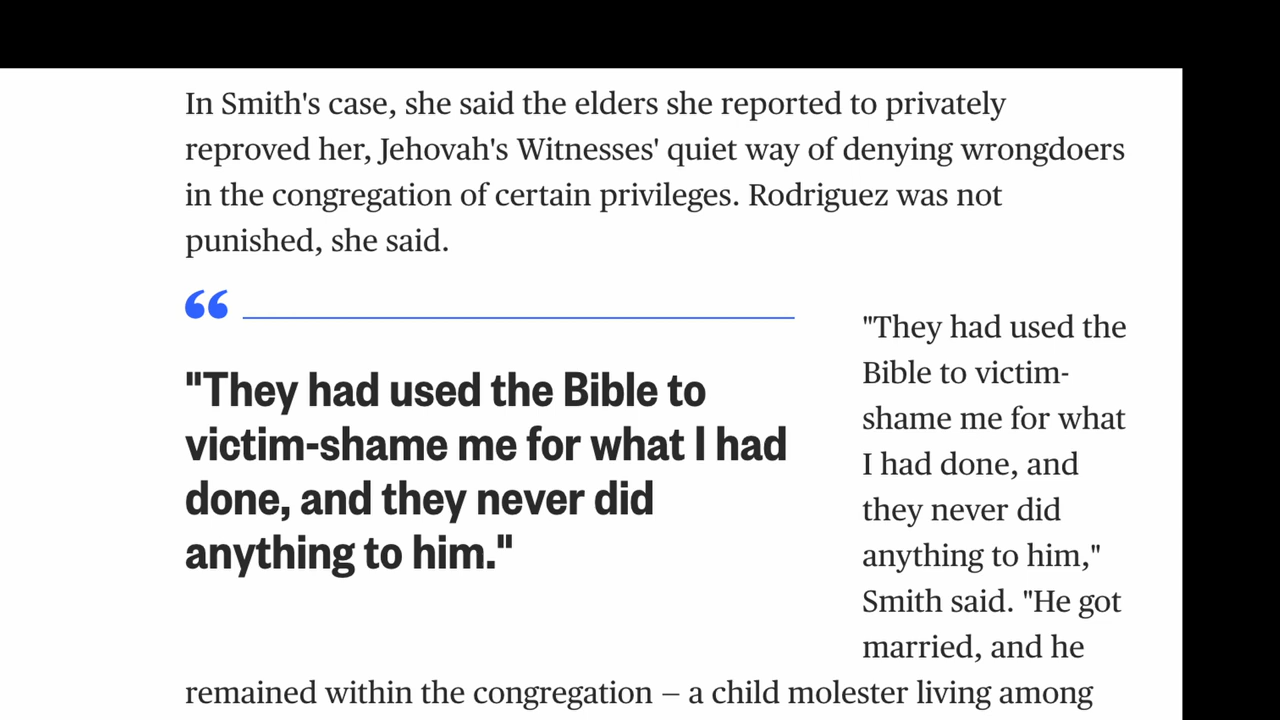 In Smith's case, she said the elders she reported to privately
reproved her, Jehovah's Witnesses' quiet way of denying wrongdoers
in the congregation of certain privileges. Rodriguez was not
punished, she said.
“
"They had used the Bible to
victim-shame me for what I had
done, and they never did
anything to him."
"They had used the
Bible to victim-
shame me for what
I had done, and
they never did
anything to him,"
Smith said. "He got
married, and he
remained within the congregation – a child molester living among